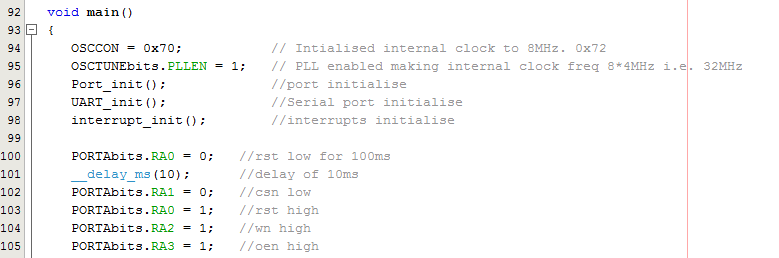 92 void main()
93 {
94 OSCCON = 0x70; // Intialised internal clock to 8MHz. 0x72
95 OSCTUNEbits.PLLEN = 1; // PLL enabled making internal clock freq 8*4MHz i.e. 32MHz
96 Port_init(); //port initialise
97 UART_init(); //Serial port initialise
98 interrupt_init(); //interrupts initialise
99
100 PORTAbits.RA0 = 0; //rst low for 100ms
101 __delay_ms(10); //delay of 10ms
102 PORTAbits.RA1 = 0; //csn low
103 PORTAbits.RA0 = 1; //rst high
104 PORTAbits.RA2 = 1; //wn high
105 PORTAbits.RA3 = 1; //oen high